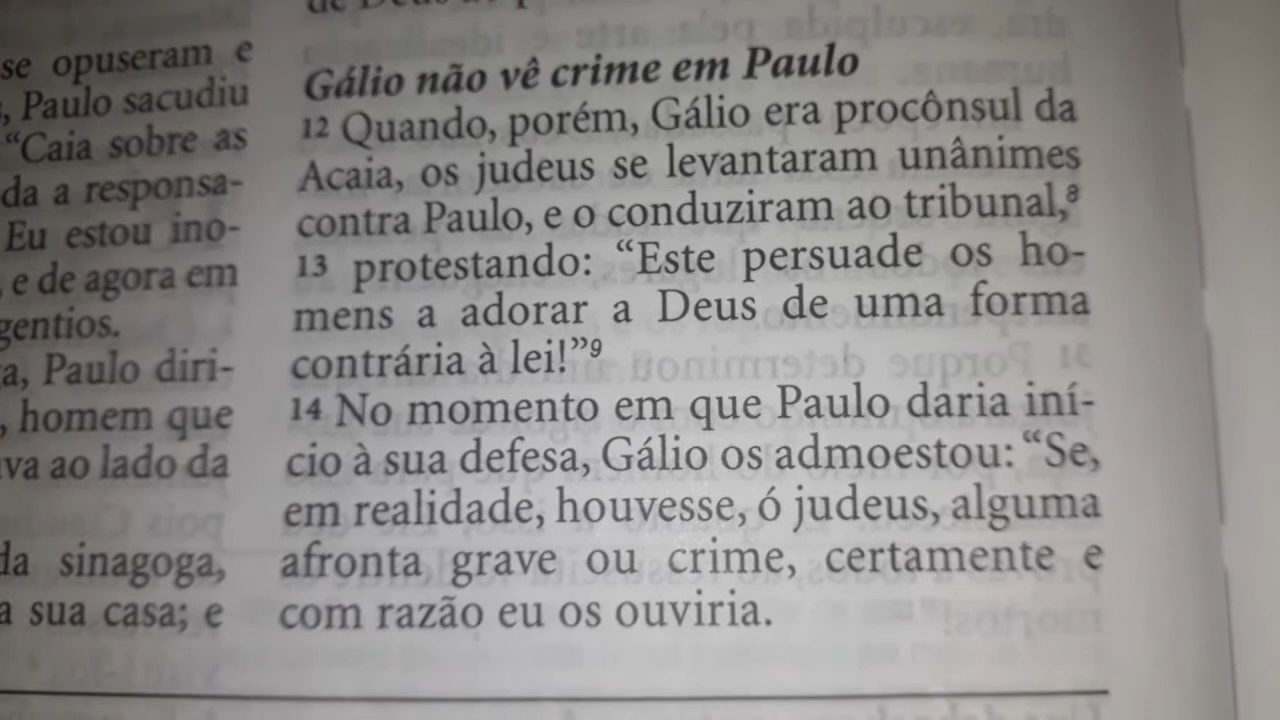 se opuseram e
, Paulo sacudiu
“Caia sobre as
da a responsa-
Eu estou ino-
, e de agora em
gentios.
a, Paulo diri-
, homem que
va ao lado da
da sinagoga,
a sua casa; e
de Deus
Gálio não vê crime em Paulo
12 Quando, porém, Gálio era procônsul da
Acaia, os judeus se levantaram unânimes
contra Paulo, e o conduziram ao tribunal,8
13 protestando: “Este persuade os ho-
mens a adorar a Deus de uma forma
contrária à lei!”9
14 No momento em que Paulo daria iní-
cio à sua defesa, Gálio os admoestou: “Se,
em realidade, houvesse, ó judeus, alguma
afronta grave ou crime, certamente e
com razão eu os ouviria.